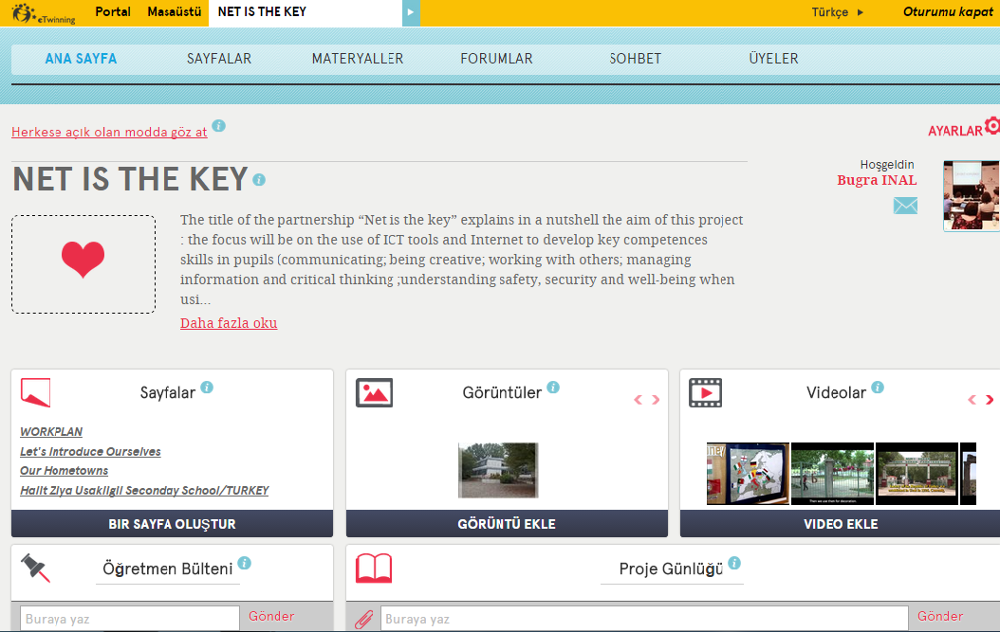 eTwinning Portal Masaüstü NET IS THE KEY Türkçe Oturumu kapat
ANA SAYFA SAYFALAR MATERYALLER FORUMLAR SOHBET ÜYELER
Herkese açık olan modda göz at
AYARLAR
Hoşgeldin
Bugra INAL
NET IS THE KEY
The title of the partnership “Net is the key” explains in a nutshell the aim of this project
: the focus will be on the use of ICT tools and Internet to develop key competences
skills in pupils (communicating; being creative; working with others; managing
information and critical thinking ;understanding safety, security and well-being when
usi...
Daha fazla oku
Sayfalar
WORKPLAN
Let's Introduce Ourselves
Our Hometowns
Halit Ziya Usakligil Seconday School/TURKEY
BIR SAYFA OLUŞTUR
Görüntüler
GÖRÜNTÜ EKLE
Videolar
VIDEO EKLE
Öğretmen Bülteni
Buraya yaz Gönder
Proje Günlüğü
Buraya yaz Gönder